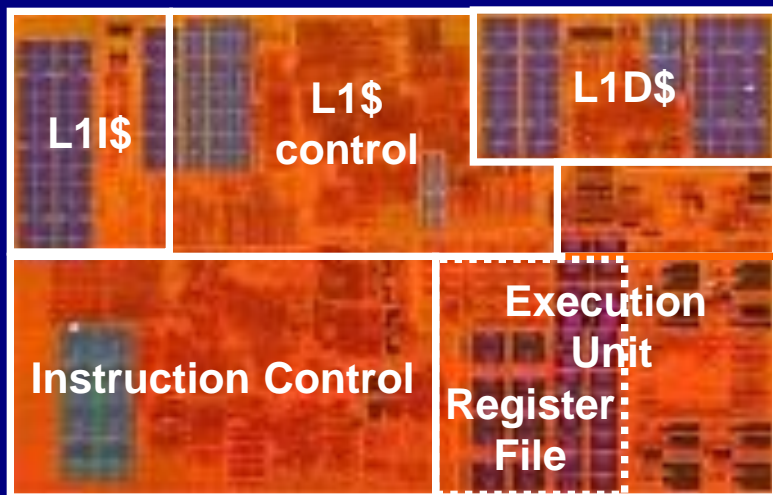 L1I$
L1$
control
L1D$
Instruction Control
Execution
Unit
Register
File